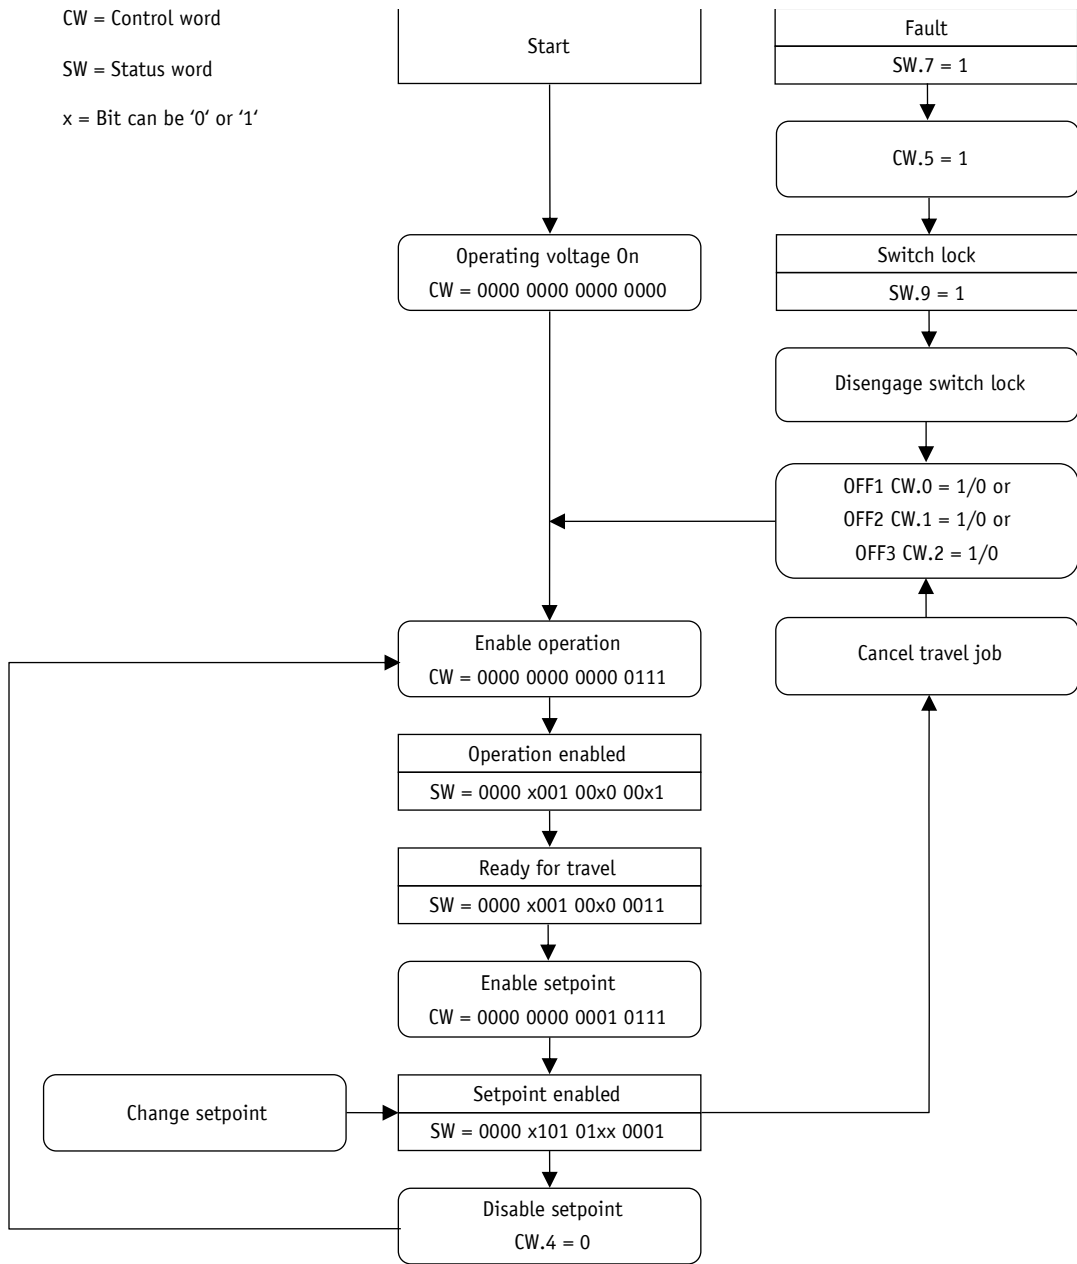 CW = Control word
SW = Status word
x = Bit can be ‘0‘ or ‘1‘
Start
Fault
SW.7 = 1
CW.5 = 1
Operating voltage On
CW = 0000 0000 0000 0000
Switch lock
SW.9 = 1
Disengage switch lock
OFF1 CW.0 = 1/0 or
OFF2 CW.1 = 1/0 or
OFF3 CW.2 = 1/0
Enable operation
CW = 0000 0000 0000 0111
Cancel travel job
Operation enabled
SW = 0000 x001 00x0 00x1
Ready for travel
SW = 0000 x001 00x0 0011
Enable setpoint
CW = 0000 0000 0001 0111
Change setpoint
Setpoint enabled
SW = 0000 x101 01xx 0001
Disable setpoint
CW.4 = 0